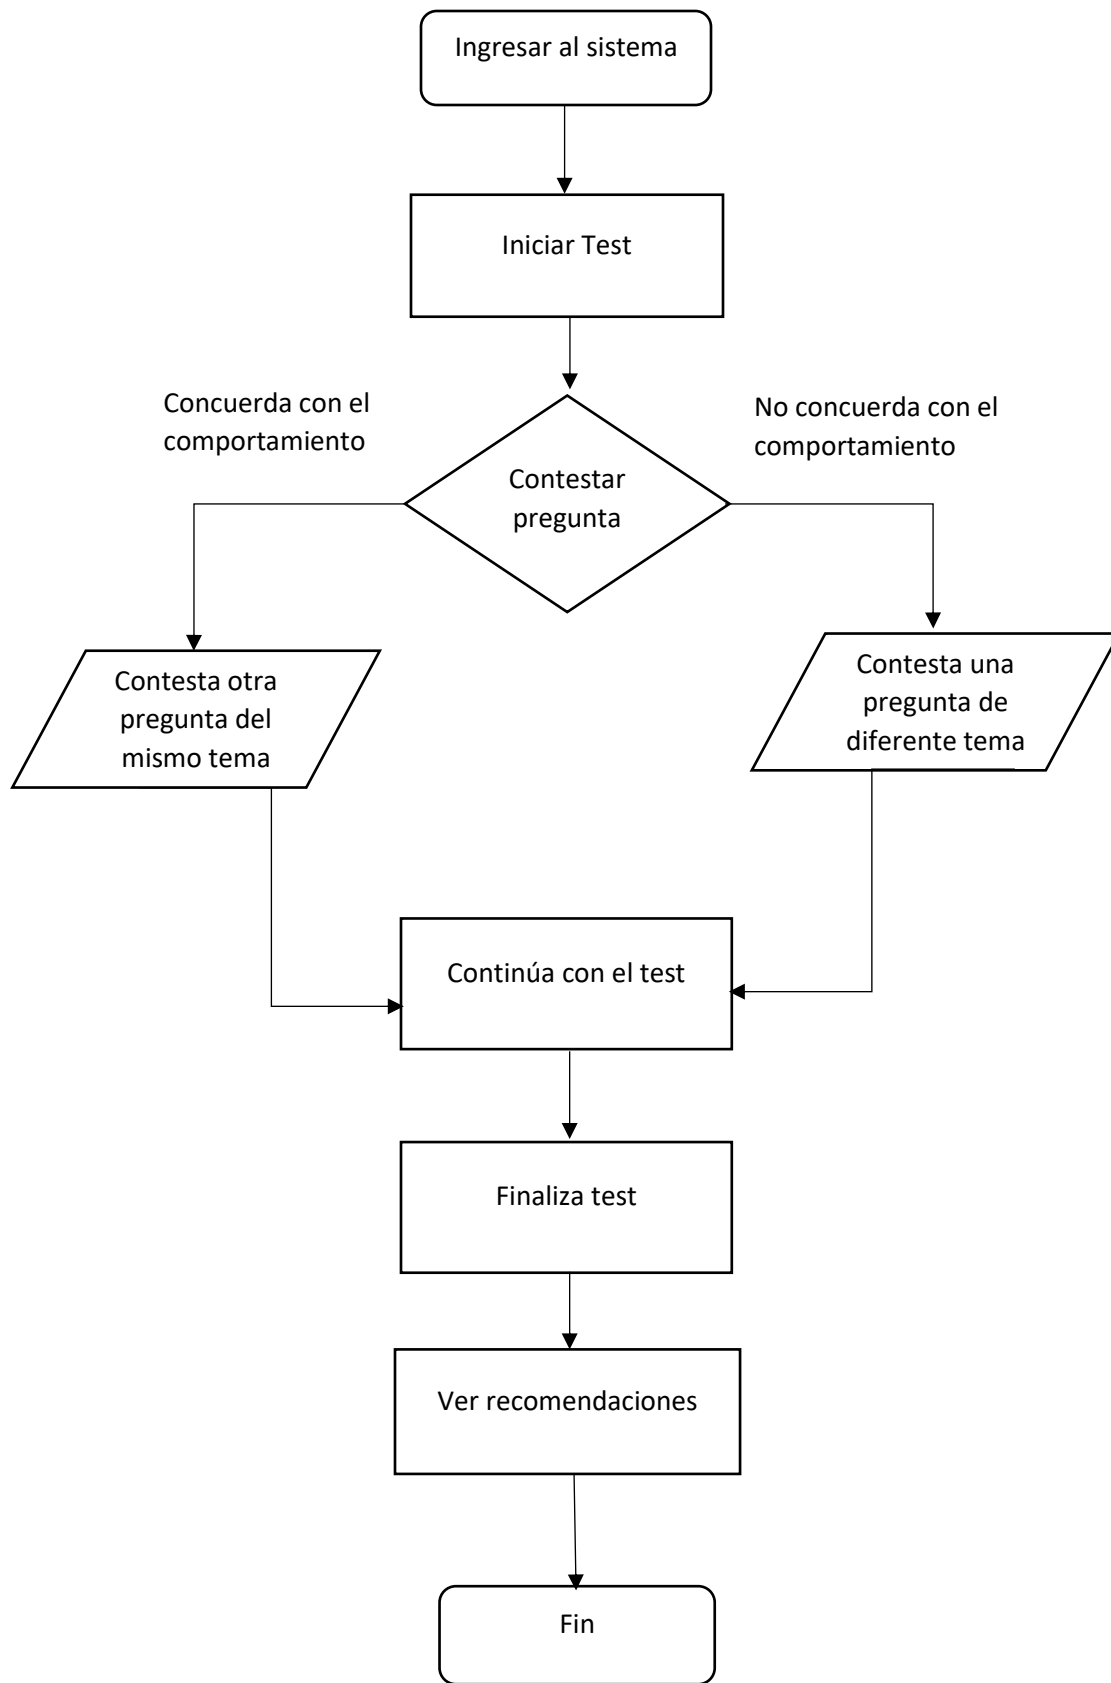 Ingresar al sistema
Iniciar Test
Concuerda con el
comportamiento
No concuerda con el
comportamiento
Contestar
pregunta
Contesta otra
pregunta del
mismo tema
Contesta una
pregunta de
diferente tema
Continúa con el test
Finaliza test
Ver recomendaciones
Fin